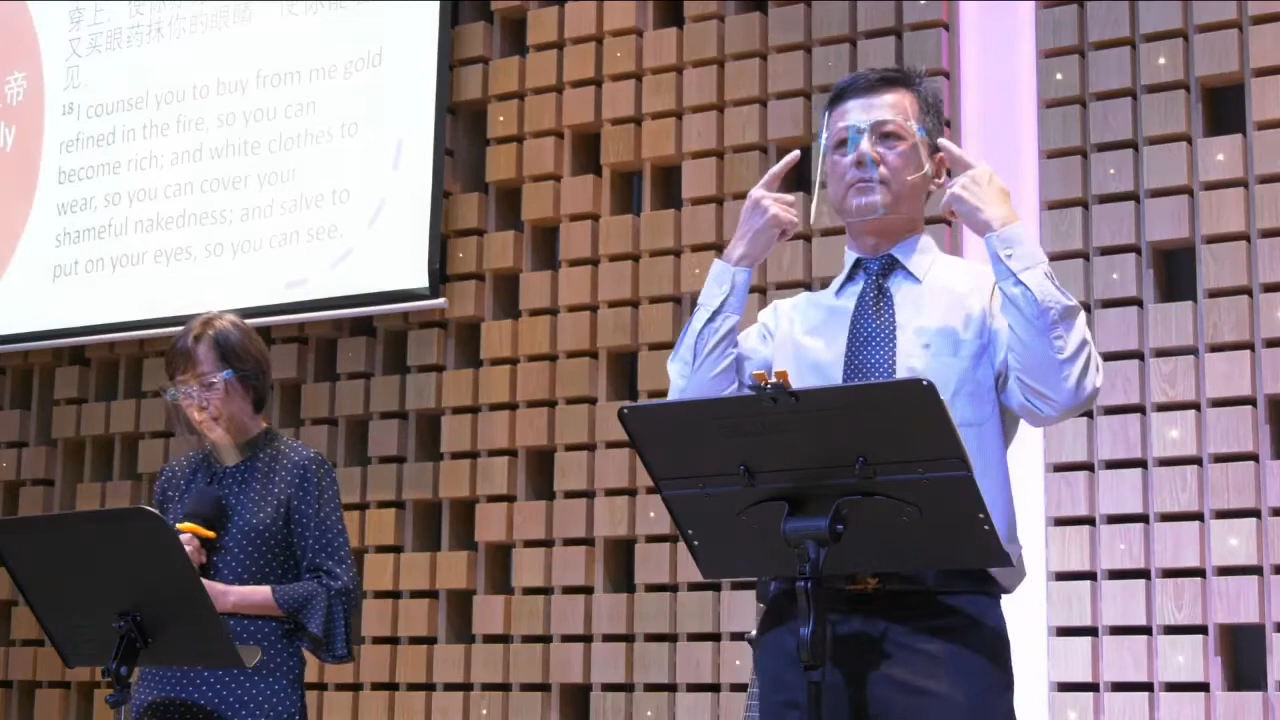 又买眼药抹你的眼睛，使你能看
见.
帝
ly
¹⁸ I counsel you to buy from me gold
refined in the fire, so you can
become rich; and white clothes to
wear, so you can cover your
shameful nakedness; and salve to
put on your eyes, so you can see.